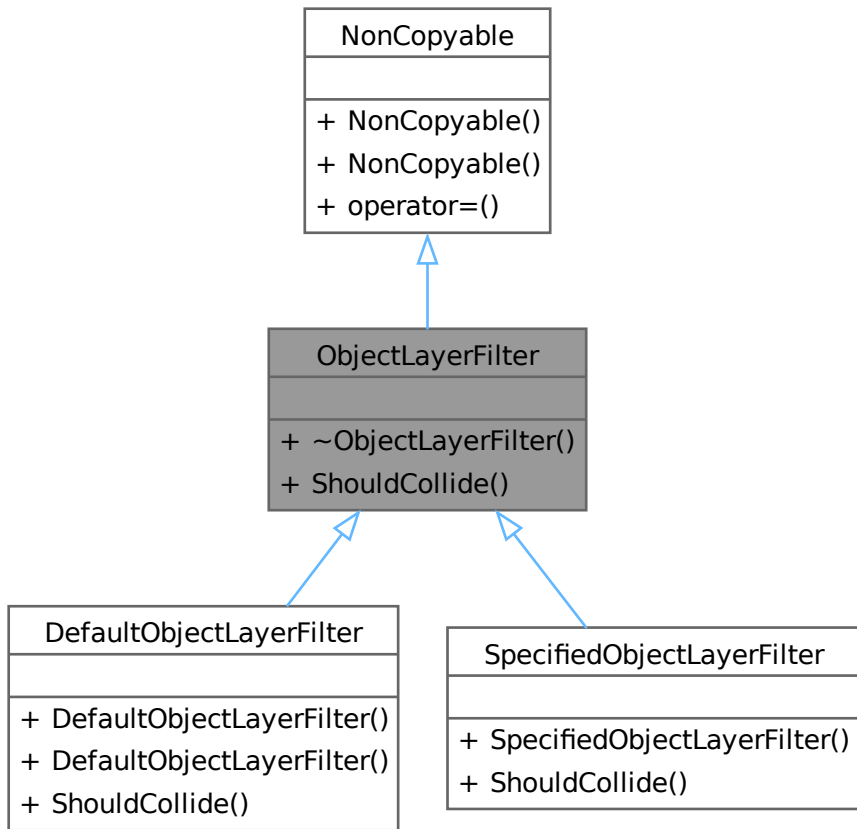 NonCopyable
+ NonCopyable()
+ NonCopyable()
+ operator=()
ObjectLayerFilter
+ ~ObjectLayerFilter()
+ ShouldCollide()
DefaultObjectLayerFilter
+ DefaultObjectLayerFilter()
+ DefaultObjectLayerFilter()
+ ShouldCollide()
SpecifiedObjectLayerFilter
+ SpecifiedObjectLayerFilter()
+ ShouldCollide()